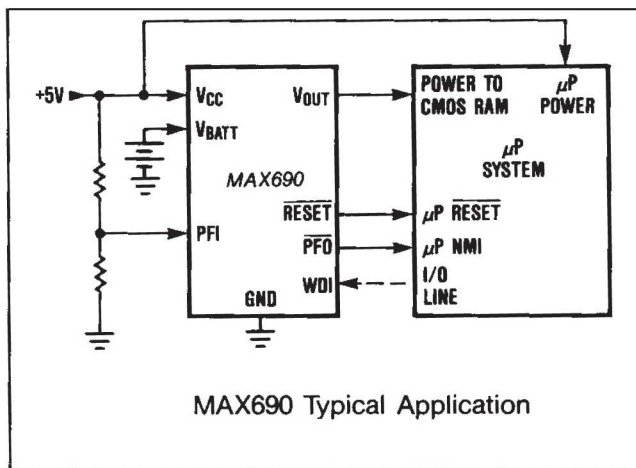 +5V
VCC
VOUT
POWER TO
CMOS RAM
μP
POWER
VBATT
μP
SYSTEM
MAX690
RESET
μP RESET
PFI
PFO
μP NMI
WDI
I/O
LINE
GND
MAX690 Typical Application